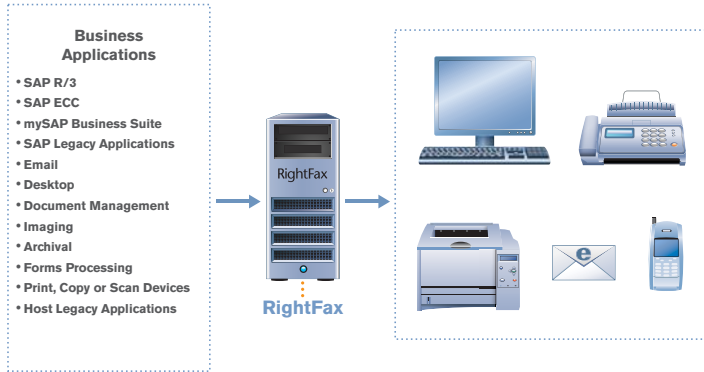 Business
Applications
• SAP R/3
• SAP ECC
• mySAP Business Suite
• SAP Legacy Applications
• Email
• Desktop
• Document Management
• Imaging
• Archival
• Forms Processing
• Print, Copy or Scan Devices
• Host Legacy Applications
RightFax
RightFax
e